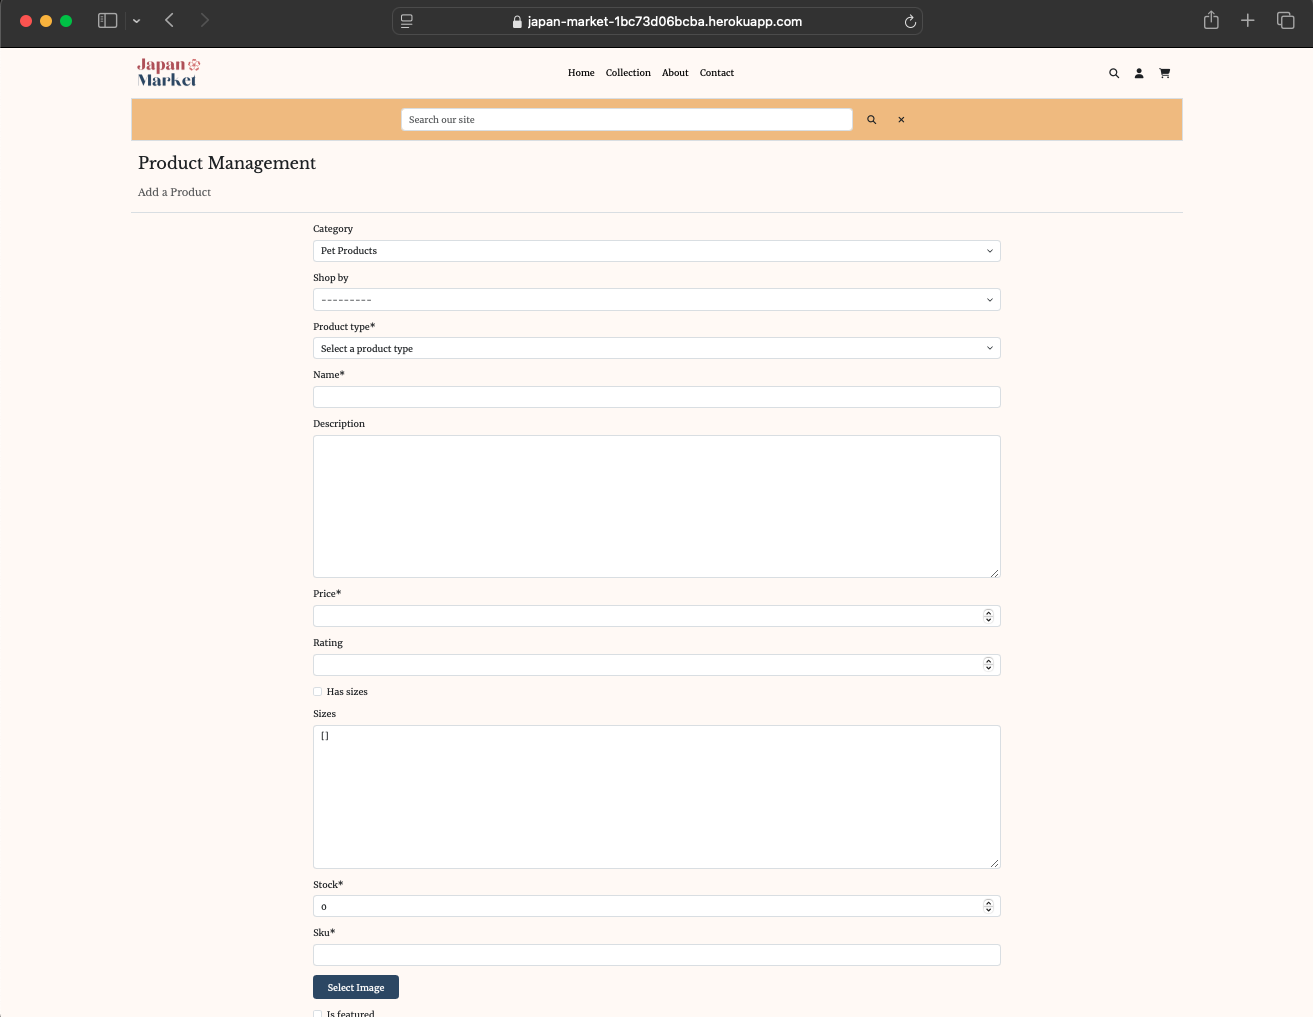 japan-market-1bc73d06bcba.herokuapp.com
Japan
Market
Home Collection About Contact
Search our site
Product Management
Add a Product
Category
Pet Products
Shop by
---------
Product type*
Select a product type
Name*
Description
Price*
Rating
Has sizes
Sizes
[]
Stock*
0
Sku*
Select Image
Is featured